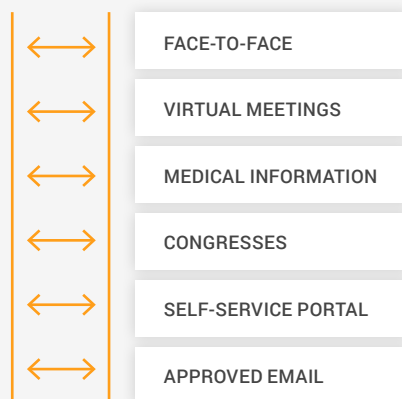 FACE-TO-FACE
VIRTUAL MEETINGS
MEDICAL INFORMATION
CONGRESSES
SELF-SERVICE PORTAL
APPROVED EMAIL